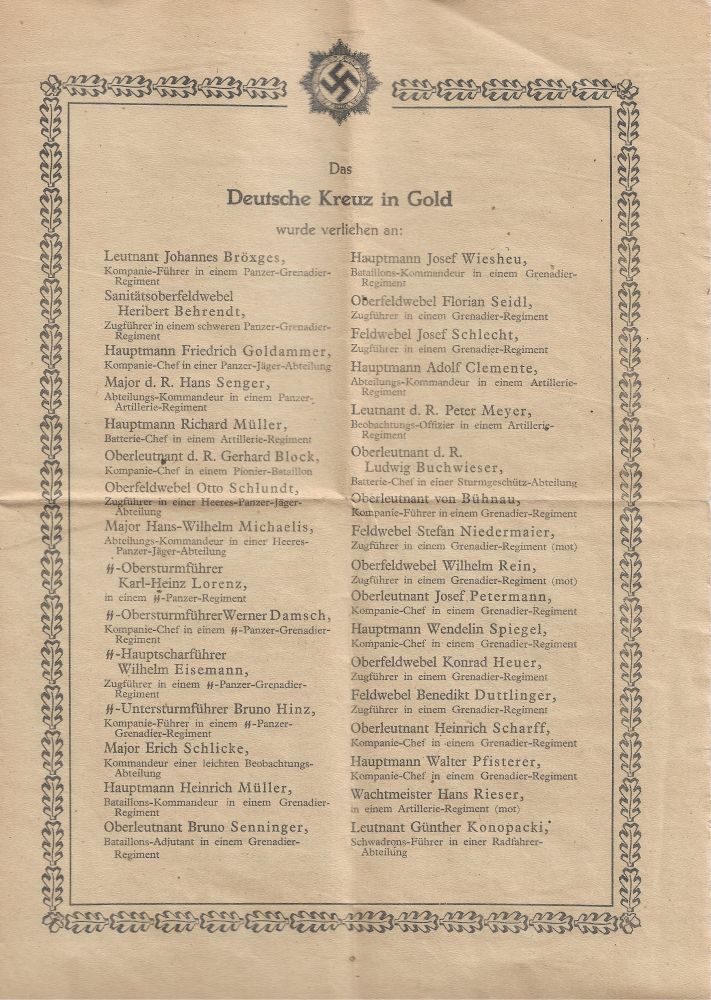 Das
Deutsche Kreuz in Gold
wurde verliehen an:
Leutnant Johannes Bröxges,
Kompanie-Führer in einem Panzer-Grenadier-
Regiment
Sanitätsoberfeldwebel
Heribert Behrendt,
Zugführer in einem schweren Panzer-Grenadier-
Regiment
Hauptmann Friedrich Goldammer,
Kompanie-Chef in einer Panzer-Jäger-Abteilung
Major d. R. Hans Senger,
Abteilungs-Kommandeur in einem Panzer-
Artillerie-Regiment
Hauptmann Richard Müller,
Batterie-Chef in einem Artillerie-Regiment
Oberleutnant d. R. Gerhard Block,
Kompanie-Chef in einem Pionier-Bataillon
Oberfeldwebel Otto Schlundt,
Zugführer in einer Heeres-Panzer-Jäger-
Abteilung
Major Hans-Wilhelm Michaelis,
Abteilungs-Kommandeur in einer Heeres-
Panzer-Jäger-Abteilung
ᛋᛋ-Obersturmführer
Karl-Heinz Lorenz,
in einem ᛋᛋ-Panzer-Regiment
ᛋᛋ-Obersturmführer Werner Damsch,
Kompanie-Chef in einem ᛋᛋ-Panzer-Grenadier-
Regiment
ᛋᛋ-Hauptscharführer
Wilhelm Eisemann,
Zugführer in einem ᛋᛋ-Panzer-Grenadier-
Regiment
ᛋᛋ-Untersturmführer Bruno Hinz,
Kompanie-Führer in einem ᛋᛋ-Panzer-
Grenadier-Regiment
Major Erich Schlicke,
Kommandeur einer leichten Beobachtungs-
Abteilung
Hauptmann Heinrich Müller,
Bataillons-Kommandeur in einem Grenadier-
Regiment
Oberleutnant Bruno Senninger,
Bataillons-Adjutant in einem Grenadier-
Regiment
Hauptmann Josef Wiesheu,
Bataillons-Kommandeur in einem Grenadier-
Regiment
Oberfeldwebel Florian Seidl,
Zugführer in einem Grenadier-Regiment
Feldwebel Josef Schlecht,
Zugführer in einem Grenadier-Regiment
Hauptmann Adolf Clemente,
Abteilungs-Kommandeur in einem Artillerie-
Regiment
Leutnant d. R. Peter Meyer,
Beobachtungs-Offizier in einem Artillerie-
Regiment
Oberleutnant d. R.
Ludwig Buchwieser,
Batterie-Chef in einer Sturmgeschütz-Abteilung
Oberleutnant von Bühnau,
Kompanie-Führer in einem Grenadier-Regiment
Feldwebel Stefan Niedermaier,
Zugführer in einem Grenadier-Regiment (mot)
Oberfeldwebel Wilhelm Rein,
Zugführer in einem Grenadier-Regiment (mot)
Oberleutnant Josef Petermann,
Kompanie-Chef in einem Grenadier-Regiment
Hauptmann Wendelin Spiegel,
Kompanie-Chef in einem Grenadier-Regiment
Oberfeldwebel Konrad Heuer,
Zugführer in einem Grenadier-Regiment
Feldwebel Benedikt Duttlinger,
Zugführer in einem Grenadier-Regiment
Oberleutnant Heinrich Scharff,
Kompanie-Chef in einem Grenadier-Regiment
Hauptmann Walter Pfisterer,
Kompanie-Chef in einem Grenadier-Regiment
Wachtmeister Hans Rieser,
in einem Artillerie-Regiment (mot)
Leutnant Günther Konopacki,
Schwadrons-Führer in einer Radfahrer-
Abteilung